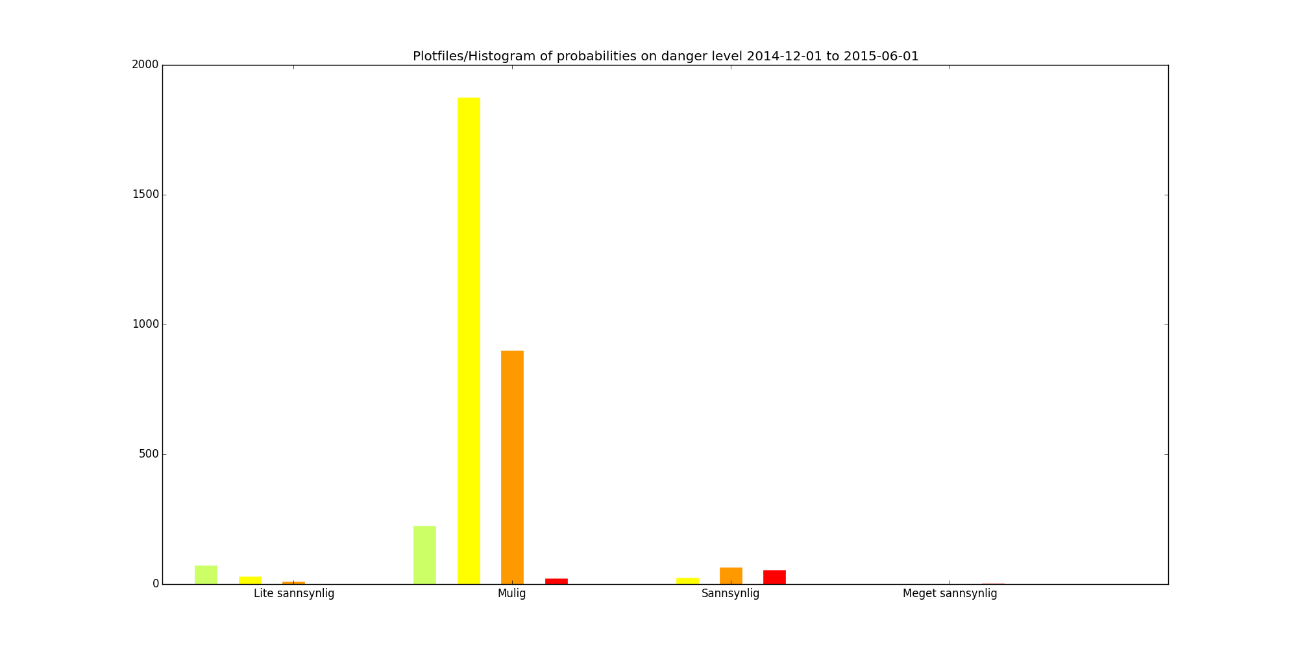 Plotfiles/Histogram of probabilities on danger level 2014-12-01 to 2015-06-01
2000
1500
1000
500
0
Lite sannsynlig Mulig Sannsynlig Meget sannsynlig